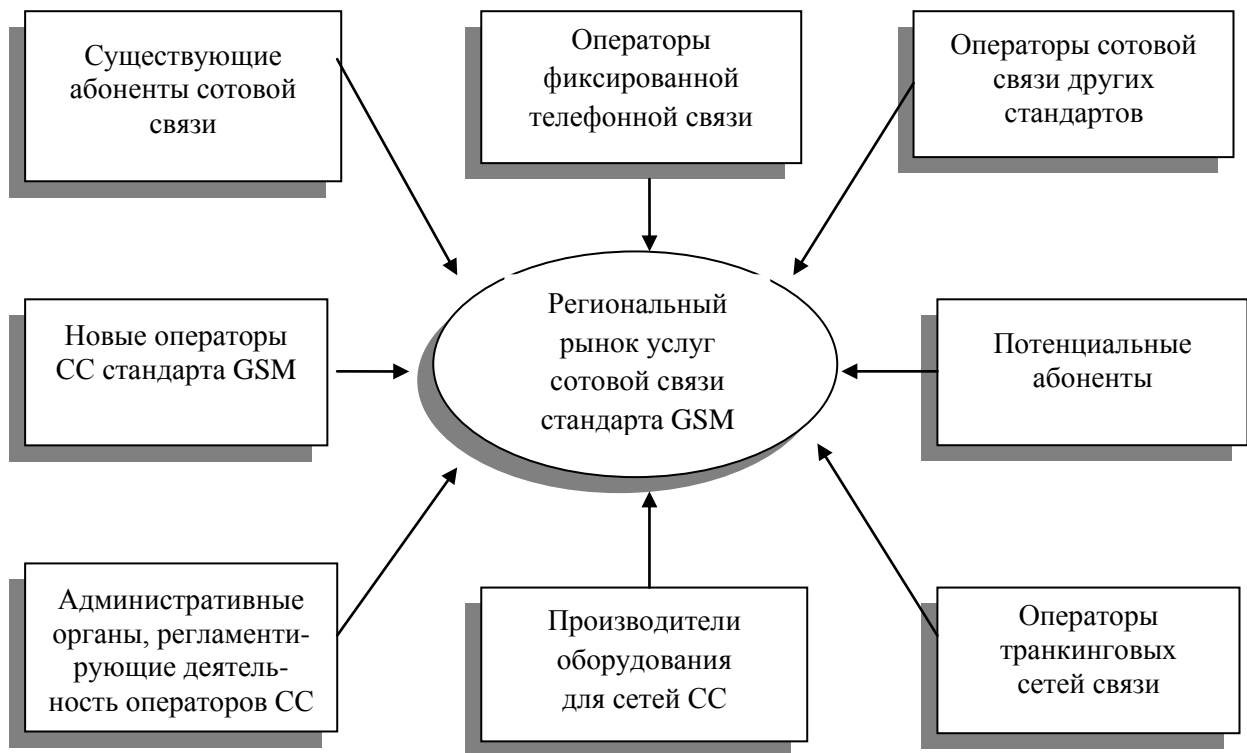 Существующие
абоненты сотовой
связи
Операторы
фиксированной
телефонной связи
Операторы сотовой
связи других
стандартов
Новые операторы
СС стандарта GSM
Региональный
рынок услуг
сотовой связи
стандарта GSM
Потенциальные
абоненты
Административные
органы, регламенти-
рующие деятель-
ность операторов СС
Производители
оборудования
для сетей СС
Операторы
транкинговых
сетей связи